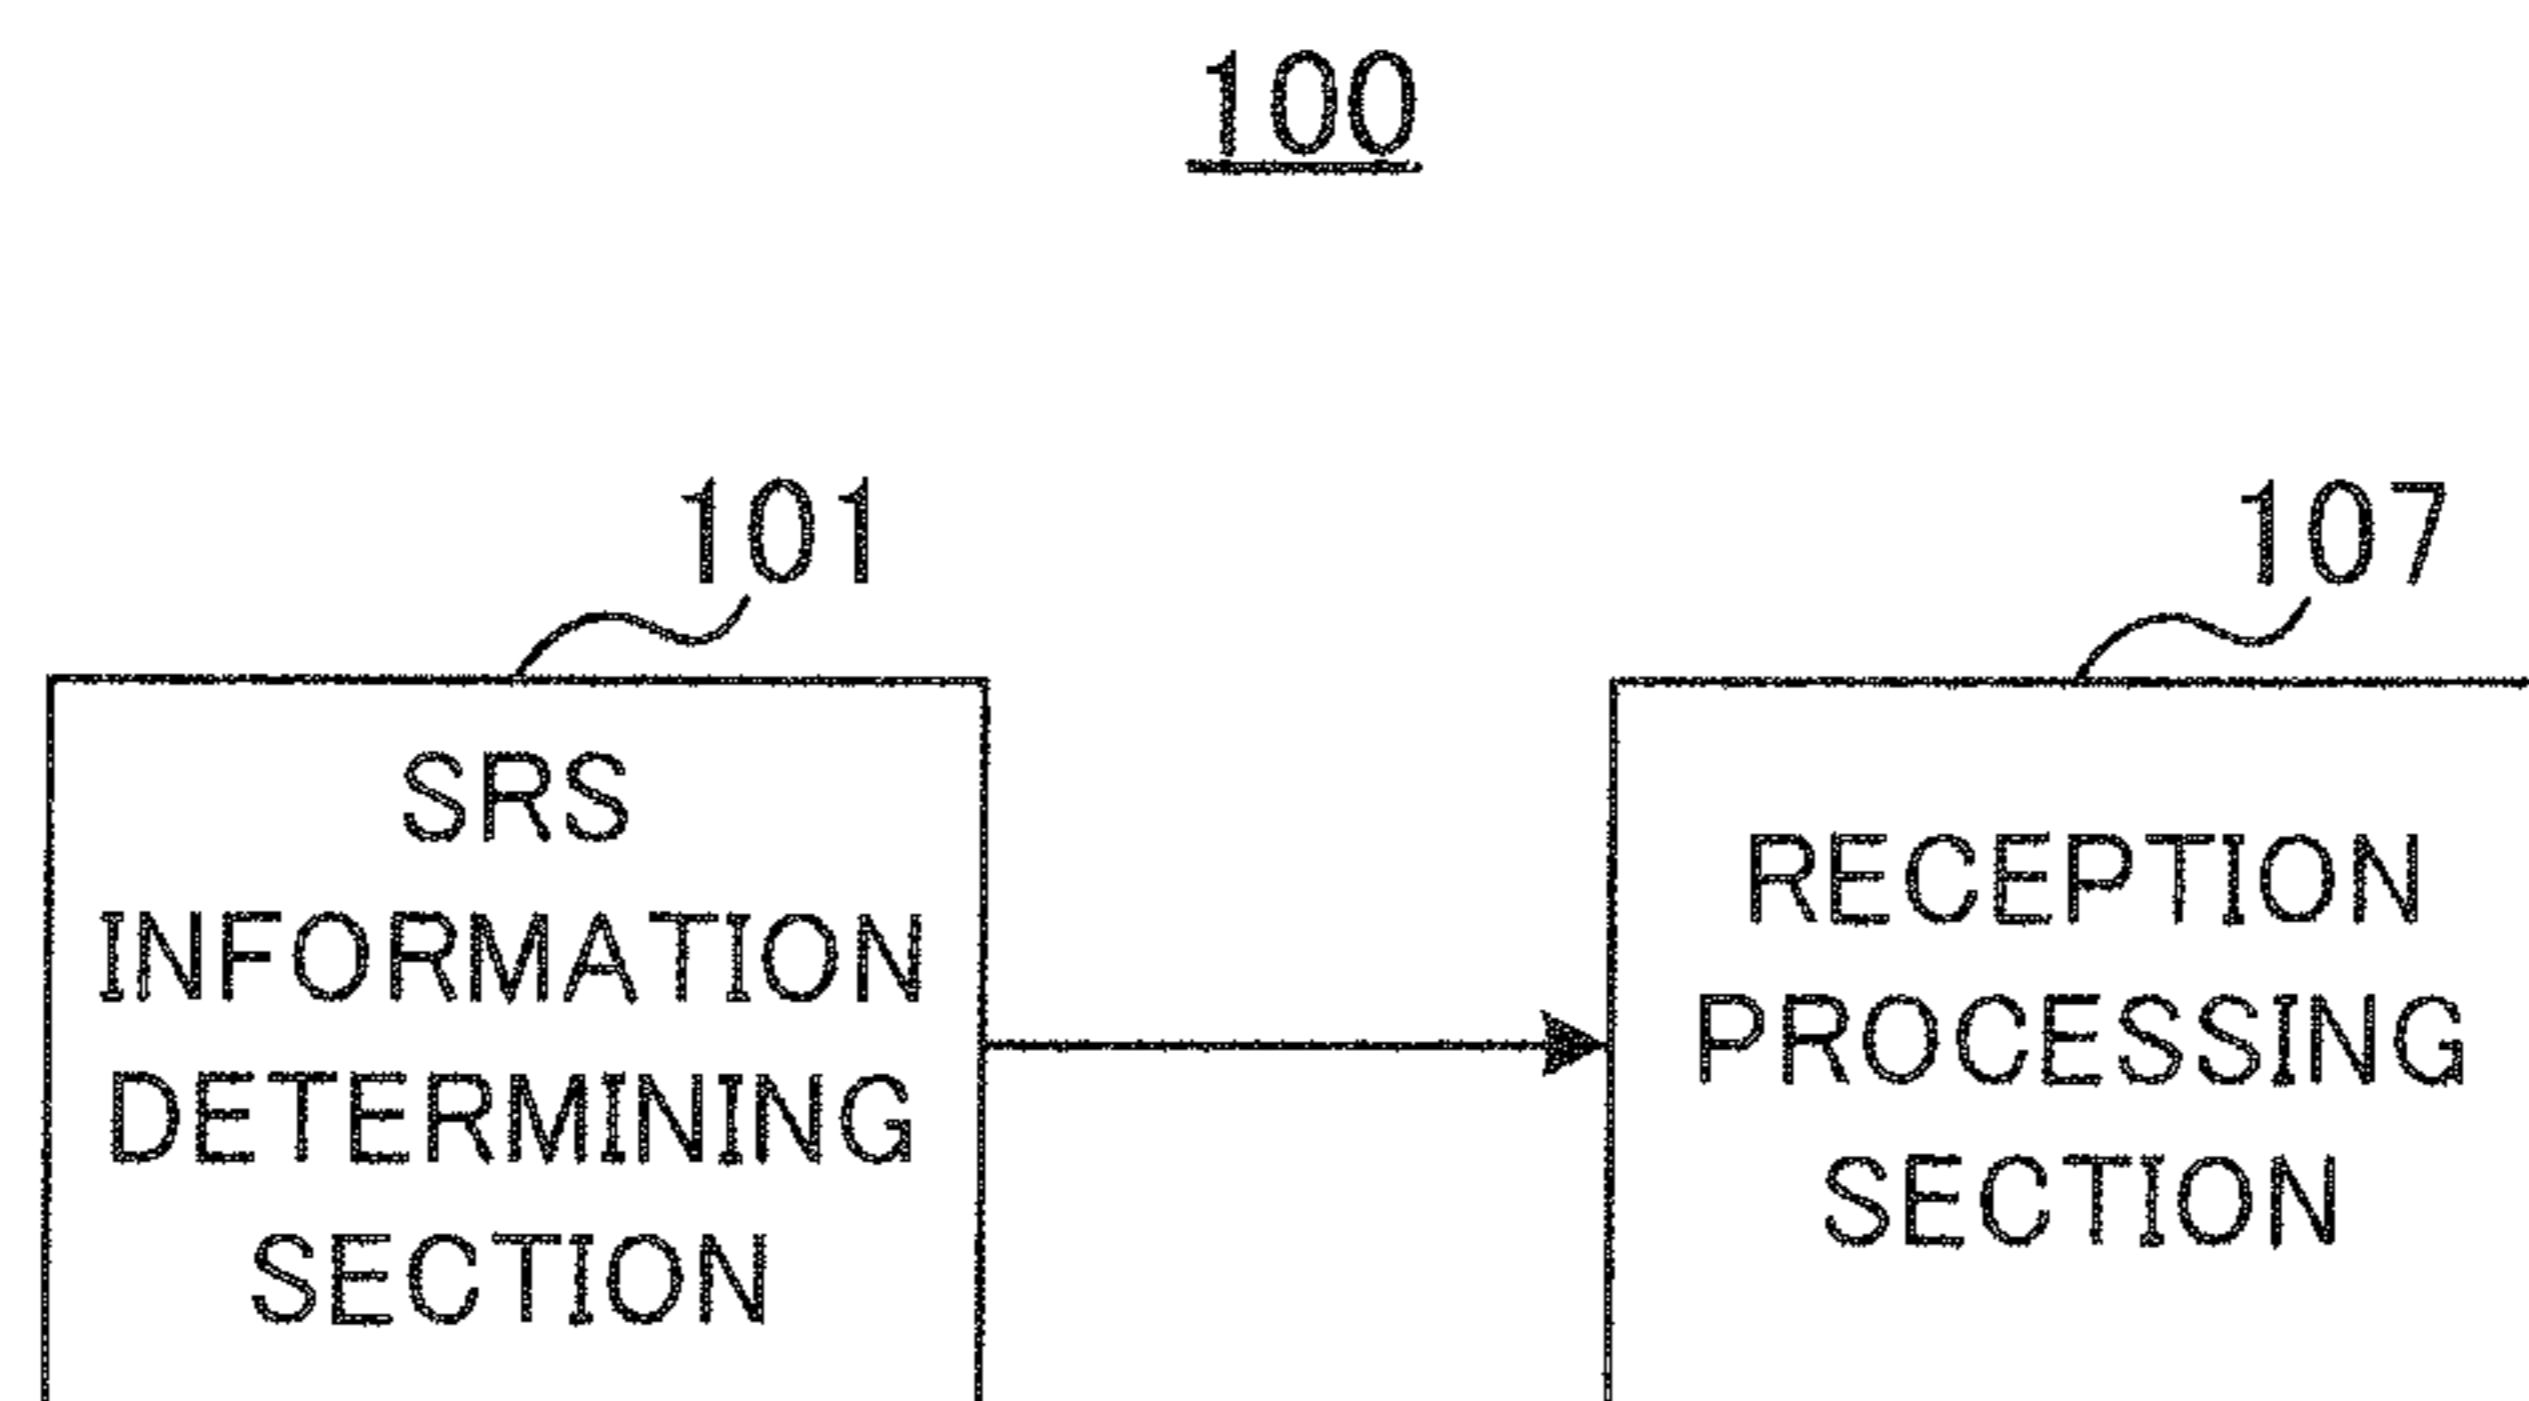 100
101
107
SRS
INFORMATION
DETERMINING
SECTION
RECEPTION
PROCESSING
SECTION